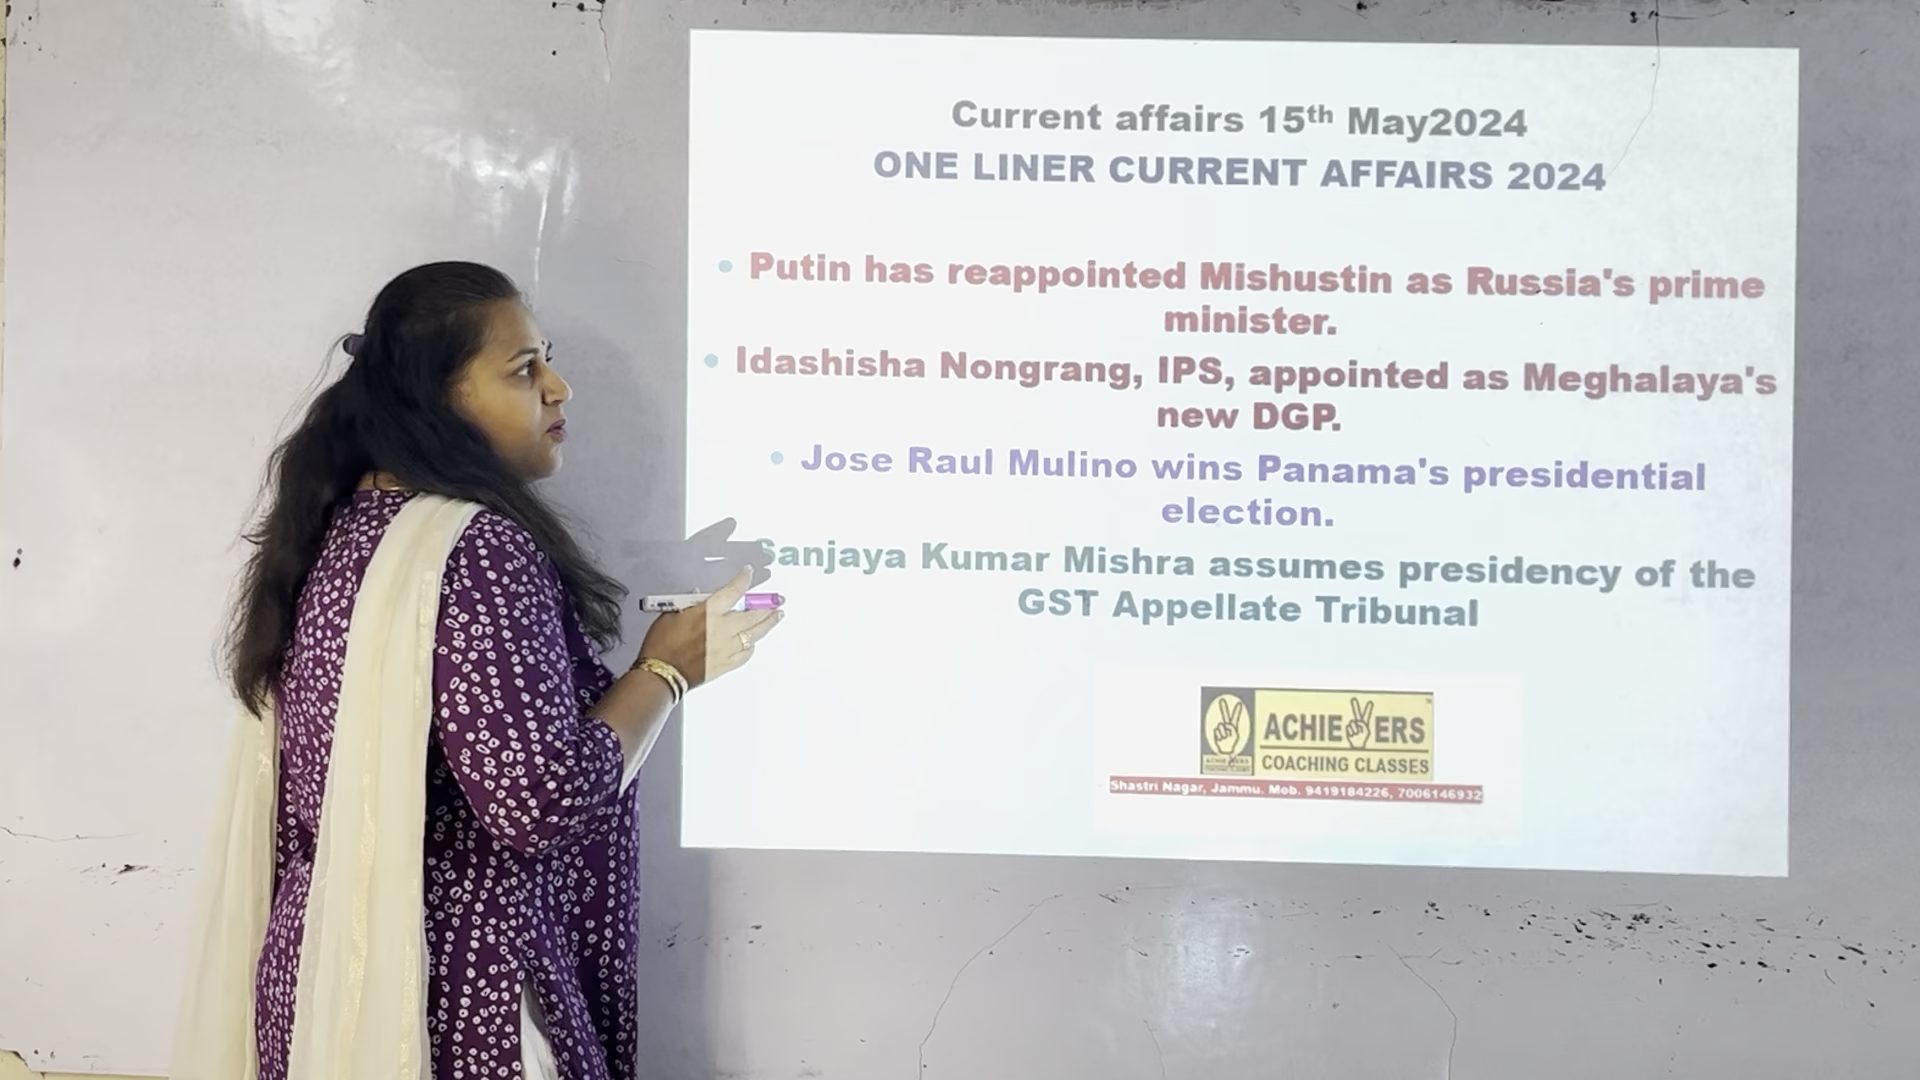 Current affairs 15th May2024
ONE LINER CURRENT AFFAIRS 2024
• Putin has reappointed Mishustin as Russia's prime
minister.
• Idashisha Nongrang, IPS, appointed as Meghalaya's
new DGP.
• Jose Raul Mulino wins Panama's presidential
election.
Sanjaya Kumar Mishra assumes presidency of the
GST Appellate Tribunal
ACHIEVERS
COACHING CLASSES
Shastri Nagar, Jammu. Mob. 9419184226, 7006146932